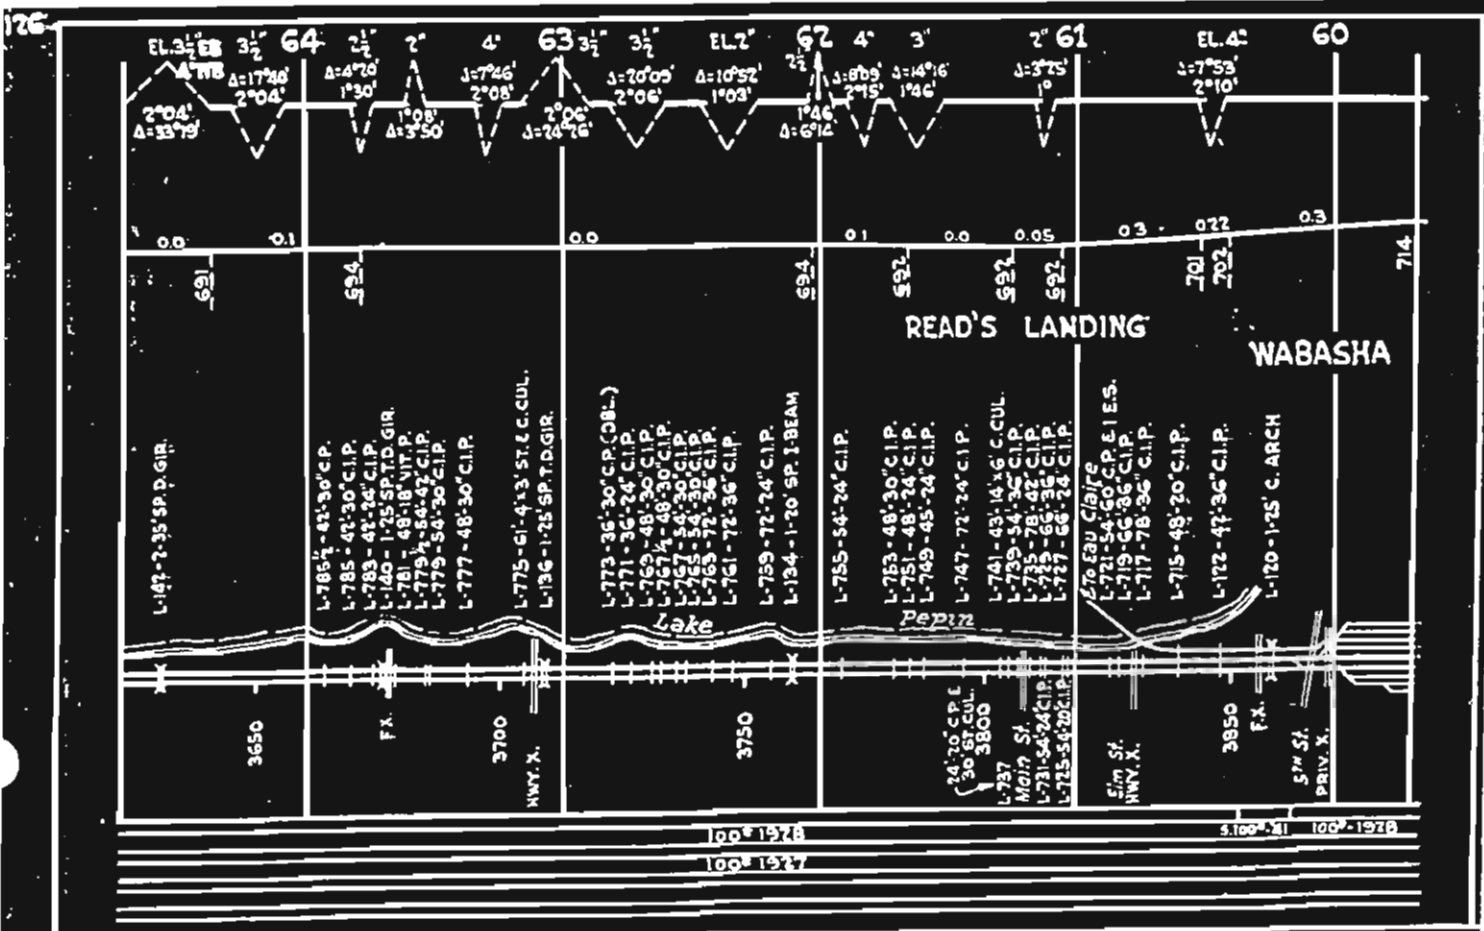 126
EL.3½" EB
4" WB
3½"
64
2½"
2"
4"
63
3½"
3½"
EL.2"
62
2½"
4"
3"
2"
61
EL.4"
60
Δ=17°40'
2°04'
Δ=4°20'
1°30'
Δ=7°46'
2°08'
Δ=20°09'
2°06'
Δ=10°52'
1°03'
Δ=8°09'
2°15'
Δ=14°16'
1°46'
Δ=3°25'
1°
Δ=7°53'
2°10'
2°04'
Δ=33°19'
1°08'
Δ=3°50'
2°06'
Δ=24°26'
1°46'
Δ=6°14'
0.0
0.1
0.0
0.1
0.0
0.05
0.3
0.22
0.3
691
694
694
692
692
692
701
702
714
READ'S LANDING
WABASHA
L-142-2-35' SP. D. GIR.
L-785½-42'-30" C.P.
L-785-42'-30" C.I.P.
L-783-42'-24" C.I.P.
L-140-1-25' SP. T. D. GIR.
L-781-48'-18" VIT. P.
L-779½-54'-42" C.I.P.
L-779-54'-30" C.I.P.
L-777-48'-30" C.I.P.
L-775-61'-4'x3' ST. & C. CUL.
L-136-1-25' SP. T. D. GIR.
L-773-36'-30" C.P. (DBL.)
L-771-36'-24" C.I.P.
L-769-48'-30" C.I.P.
L-767½-48'-30" C.I.P.
L-767-54'-30" C.I.P.
L-765-54'-30" C.I.P.
L-763-72'-36" C.I.P.
L-761-72'-36" C.I.P.
L-759-72'-24" C.I.P.
L-134-1-20' SP. I-BEAM
L-755-54'-24" C.I.P.
L-753-48'-30" C.I.P.
L-751-48'-24" C.I.P.
L-749-45'-24" C.I.P.
L-747-72'-24" C.I.P.
L-741-43'-14'x6' C. CUL.
L-739-54'-36" C.I.P.
L-735-78'-42" C.I.P.
L-729-66'-36" C.I.P.
L-727-66'-24" C.I.P.
To Eau Claire
L-721-54'-60" C.P. & I.E.S.
L-719-66'-36" C.I.P.
L-717-78'-36" C.I.P.
L-715-48'-20" C.I.P.
L-122-42'-36" C.I.P.
L-120-1-25' C. ARCH
Lake Pepin
3650
F.X.
3700
HWY. X.
3750
24'-20" C.P. &
30' ST. CUL.
3800
L-737
Main St.
L-731-54'-24" C.I.P.
L-725-54'-20" C.I.P.
HWY. X.
3850
F.X.
5TH St.
PRIV. X.
100# 1928
S.100#-41
100#-1928
100# 1927